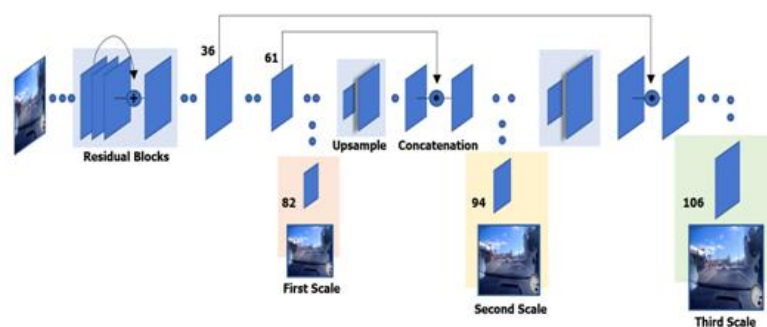 36
61
Residual Blocks
Upsample
Concatenation
82
94
106
First Scale
Second Scale
Third Scale